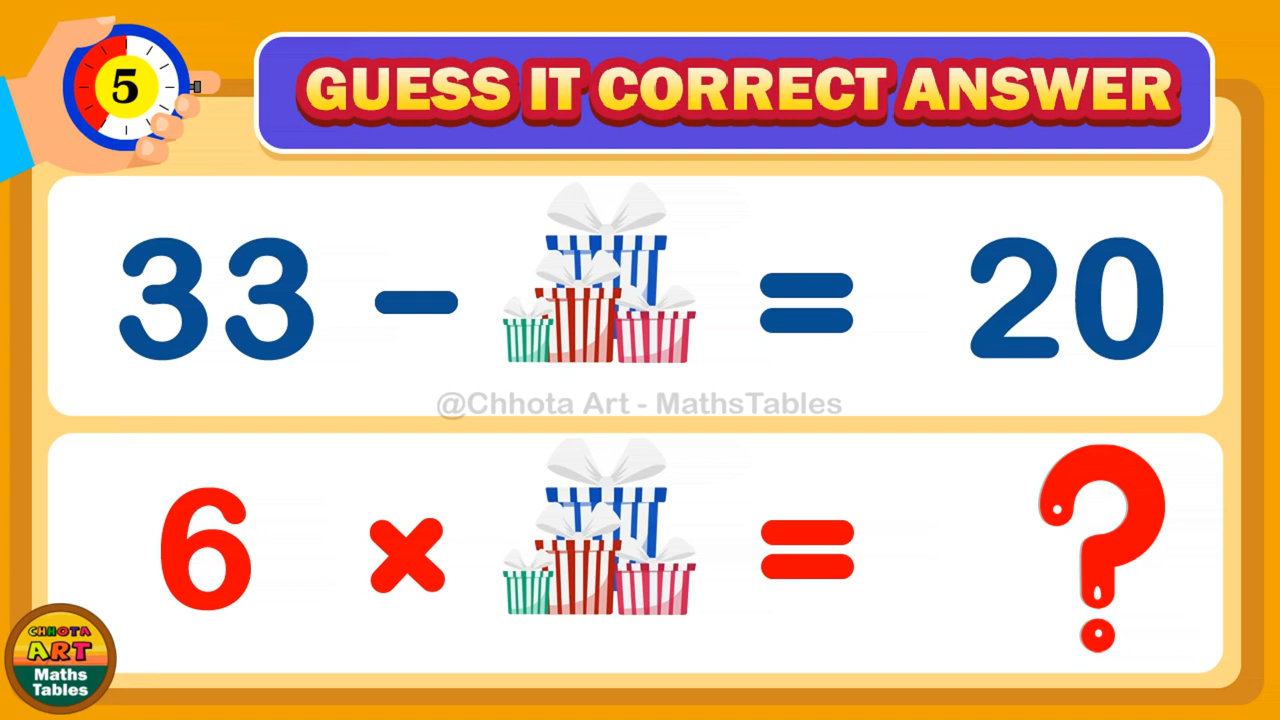 5
GUESS IT CORRECT ANSWER
33 - = 20
@Chhota Art - MathsTables
6 × = ?
CHHOTA
ART
Maths
Tables